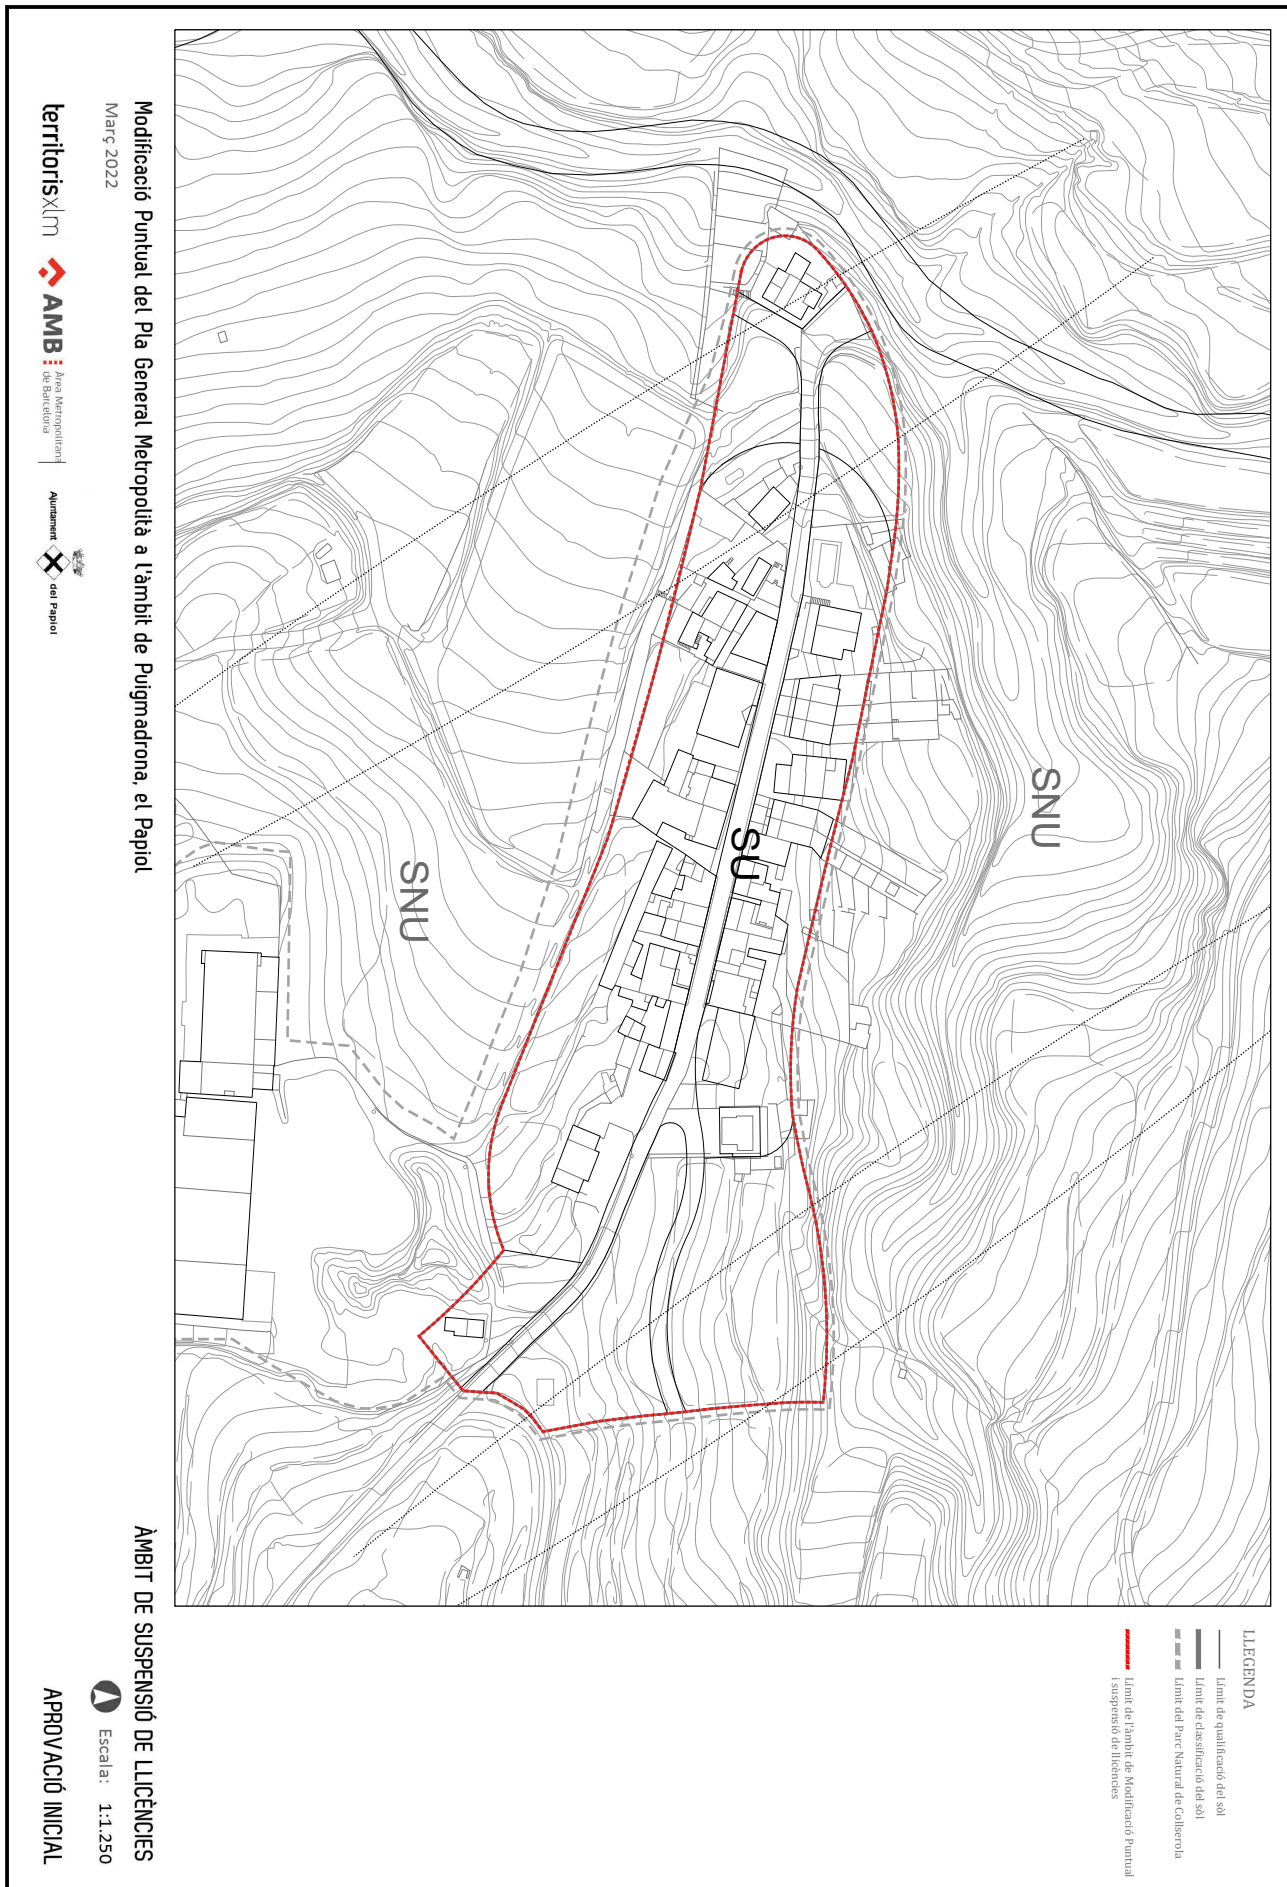 LLEGENDA
Límit de qualificació del sòl
Límit de classificació del sòl
Límit del Parc Natural de Collserola
Límit de l'àmbit de Modificació Puntual
i suspensió de llicències
SNU
SU
SNU
Modificació Puntual del Pla General Metropolità a l'àmbit de Puigmadrona, el Papiol
Març 2022
territorisxlm
AMB
Àrea Metropolitana
de Barcelona
Ajuntament del Papiol
ÀMBIT DE SUSPENSIÓ DE LLICÈNCIES
Escala: 1:1.250
APROVACIÓ INICIAL